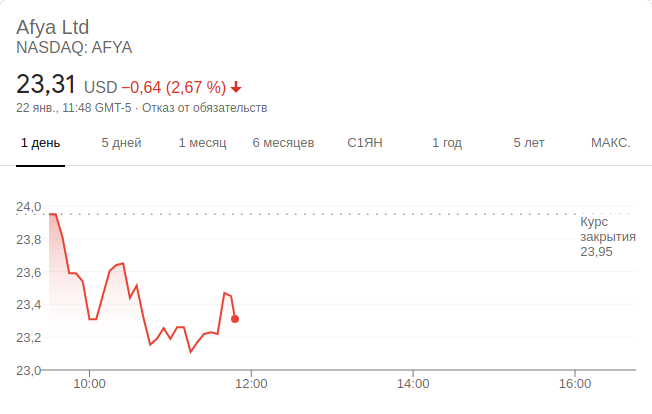 Afya Ltd
NASDAQ: AFYA
23,31 USD −0,64 (2,67 %)
22 янв., 11:48 GMT-5 · Отказ от обязательств
1 день 5 дней 1 месяц 6 месяцев С1ЯН 1 год 5 лет МАКС.
24,0
Курс
закрытия
23,95
23,8
23,6
23,4
23,2
23,0
10:00 12:00 14:00 16:00